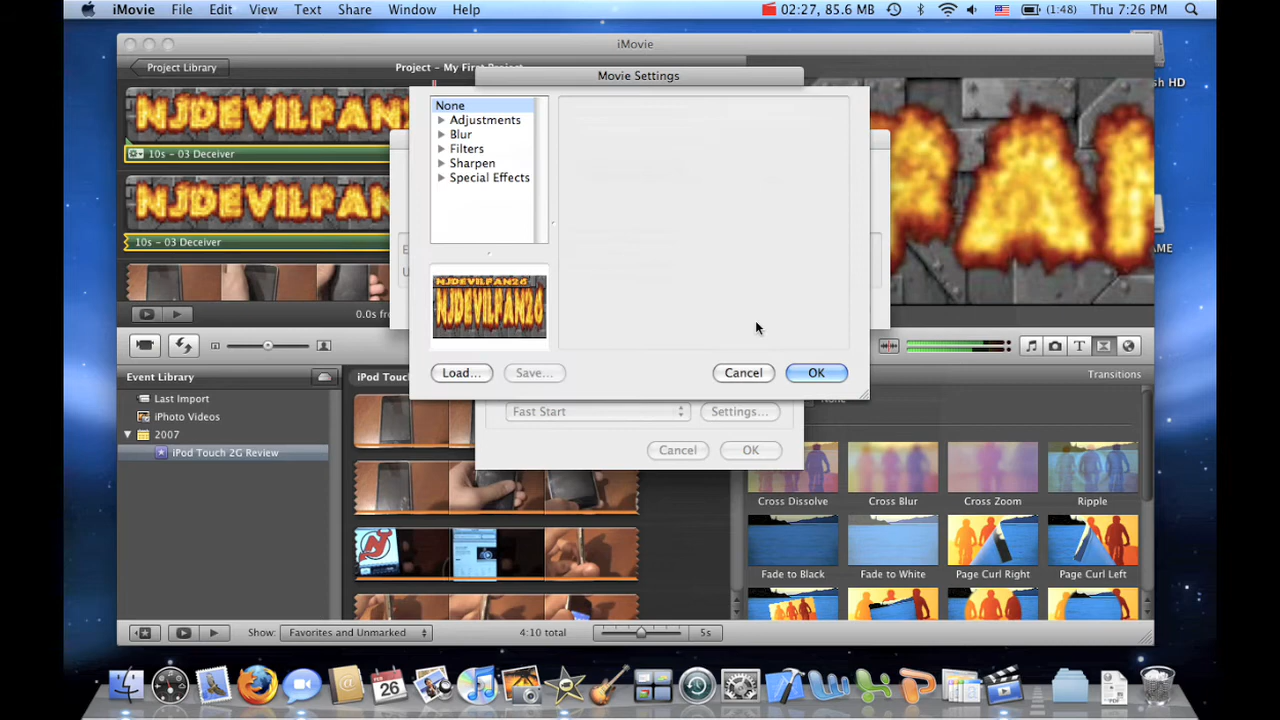 iMovie File Edit View Text Share Window Help 02:27, 85.6 MB (1:48) Thu 7:26 PM
iMovie
Project Library
Project - My First Project
Movie Settings
NJDEVILFAN
10s - 03 Deceiver
NJDEVILFAN
10s - 03 Deceiver
None
Adjustments
Blur
Filters
Sharpen
Special Effects
NJDEVILFAN26
NJDEVILFAN26
0.0s
Load...
Save...
Cancel
OK
Fast Start
Settings...
Cancel
OK
Event Library
Last Import
iPhoto Videos
2007
iPod Touch 2G Review
iPod Touc
Transitions
None
Cross Dissolve
Cross Blur
Cross Zoom
Ripple
Fade to Black
Fade to White
Page Curl Right
Page Curl Left
Show:
Favorites and Unmarked
4:10 total
5s
HD
AME
26
PDF